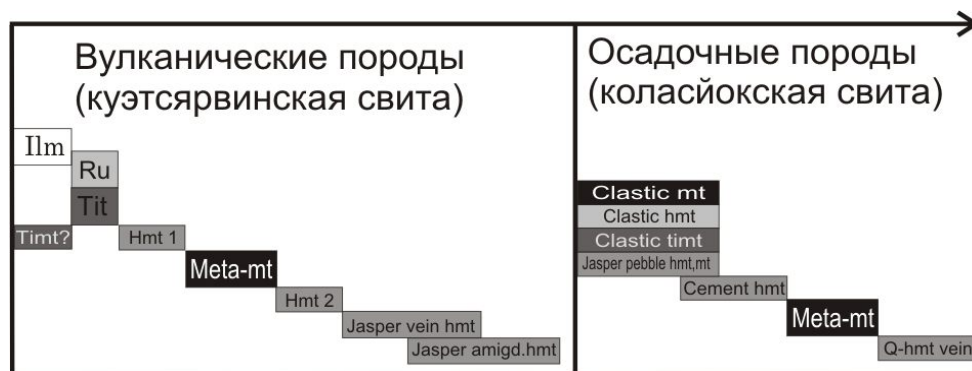 Вулканические породы
(куэтсярвинская свита)
Осадочные породы
(коласйокская свита)
Ilm
Ru
Tit
Timt?
Hmt 1
Meta-mt
Hmt 2
Jasper vein hmt
Jasper amigd.hmt
Clastic mt
Clastic hmt
Clastic timt
Jasper pebble hmt,mt
Cement hmt
Meta-mt
Q-hmt vein